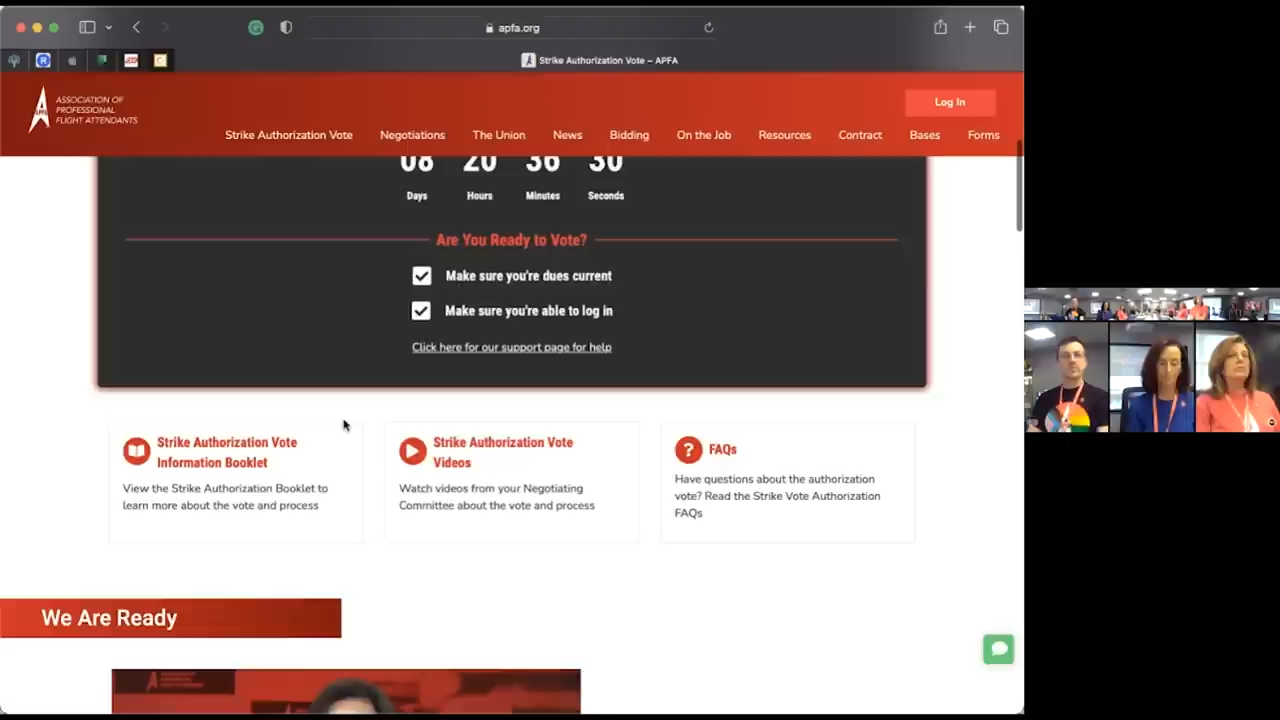 apfa.org
Strike Authorization Vote – APFA
ASSOCIATION OF
PROFESSIONAL
FLIGHT ATTENDANTS
Log In
Strike Authorization Vote
Negotiations
The Union
News
Bidding
On the Job
Resources
Contract
Bases
Forms
08 20 36 30
Days Hours Minutes Seconds
Are You Ready to Vote?
Make sure you're dues current
Make sure you're able to log in
Click here for our support page for help
Strike Authorization Vote
Information Booklet
View the Strike Authorization Booklet to
learn more about the vote and process
Strike Authorization Vote
Videos
Watch videos from your Negotiating
Committee about the vote and process
FAQs
Have questions about the authorization
vote? Read the Strike Vote Authorization
FAQs
We Are Ready